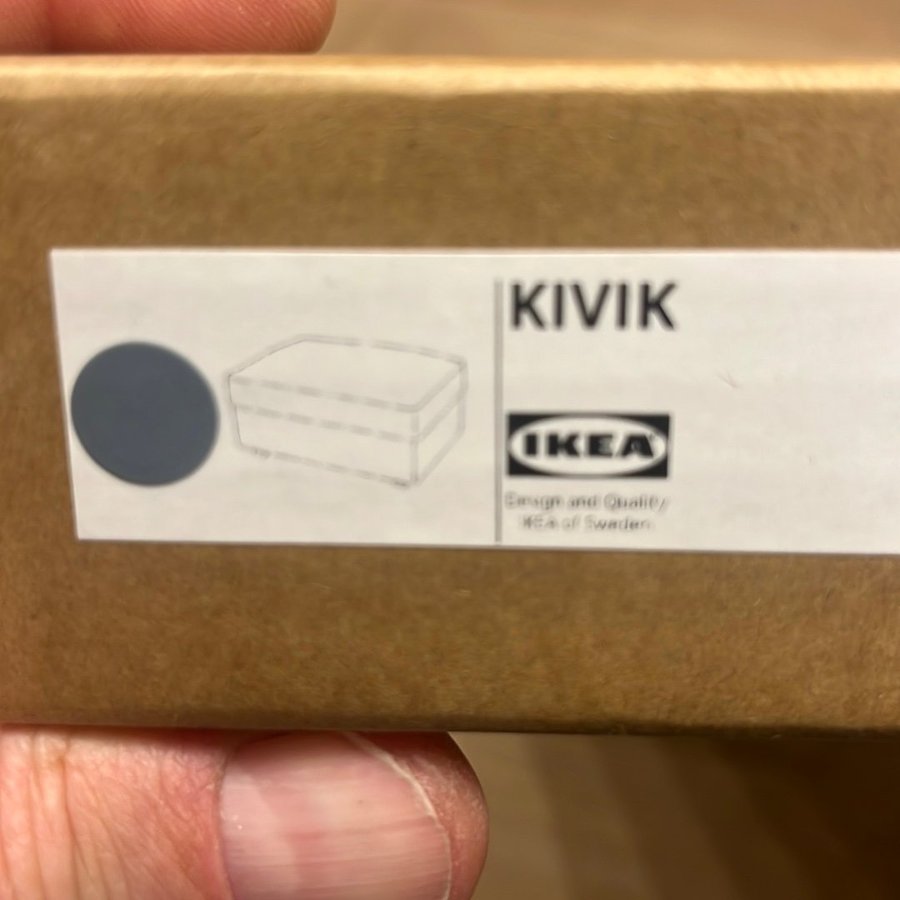 KIVIK
IKEA
Design and Quality
IKEA of Sweden